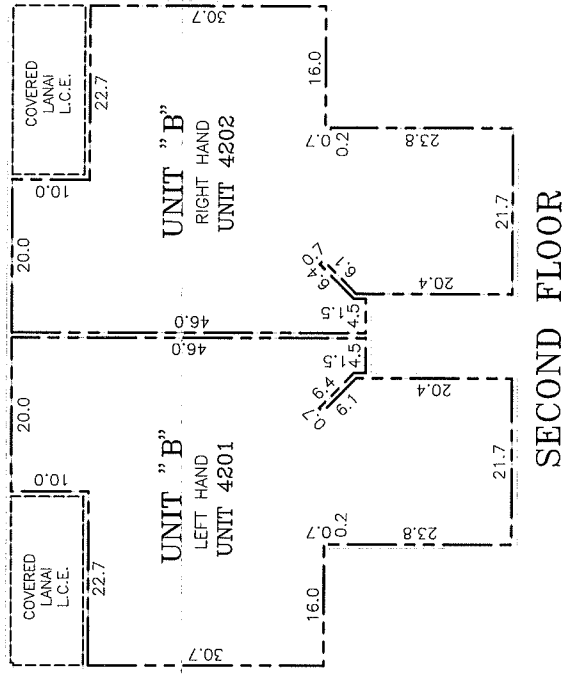 COVERED
LANAI
L.C.E.
20.0
20.0
COVERED
LANAI
L.C.E.
10.0
10.0
22.7
22.7
UNIT "B"
LEFT HAND
UNIT 4201
UNIT "B"
RIGHT HAND
UNIT 4202
46.0
46.0
30.7
30.7
16.0
0.7
0.2
0.7
6.4
6.1
1.5
4.5
1.5
4.5
6.4
0.7
6.1
0.7
0.2
16.0
23.8
20.4
20.4
23.8
21.7
21.7
SECOND FLOOR